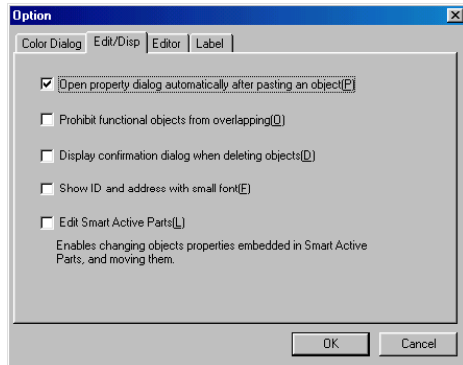 Option
Color Dialog Edit/Disp Editor Label
Open property dialog automatically after pasting an object(P)
Prohibit functional objects from overlapping(O)
Display confirmation dialog when deleting objects(D)
Show ID and address with small font(F)
Edit Smart Active Parts(L)
Enables changing objects properties embedded in Smart Active
Parts, and moving them.
OK Cancel